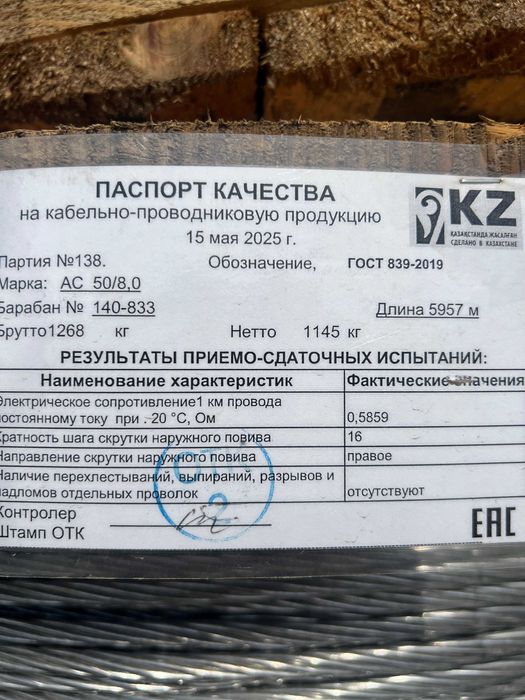 ПАСПОРТ КАЧЕСТВА
на кабельно-проводниковую продукцию
15 мая 2025 г.
KZ
ҚАЗАҚСТАНДА ЖАСАЛҒАН
СДЕЛАНО В КАЗАХСТАНЕ
Партия №138. Обозначение, ГОСТ 839-2019
Марка: АС 50/8,0
Барабан № 140-833 Длина 5957 м
Брутто1268 кг Нетто 1145 кг
РЕЗУЛЬТАТЫ ПРИЕМО-СДАТОЧНЫХ ИСПЫТАНИЙ:
Наименование характеристик Фактические значения
Электрическое сопротивление1 км провода
постоянному току при . 20 °С, Ом 0,5859
Кратность шага скрутки наружного повива 16
Направление скрутки наружного повива правое
Наличие перехлестываний, выпираний, разрывов и
надломов отдельных проволок отсутствуют
ОТК
2
Контролер
Штамп ОТК
ЕАС